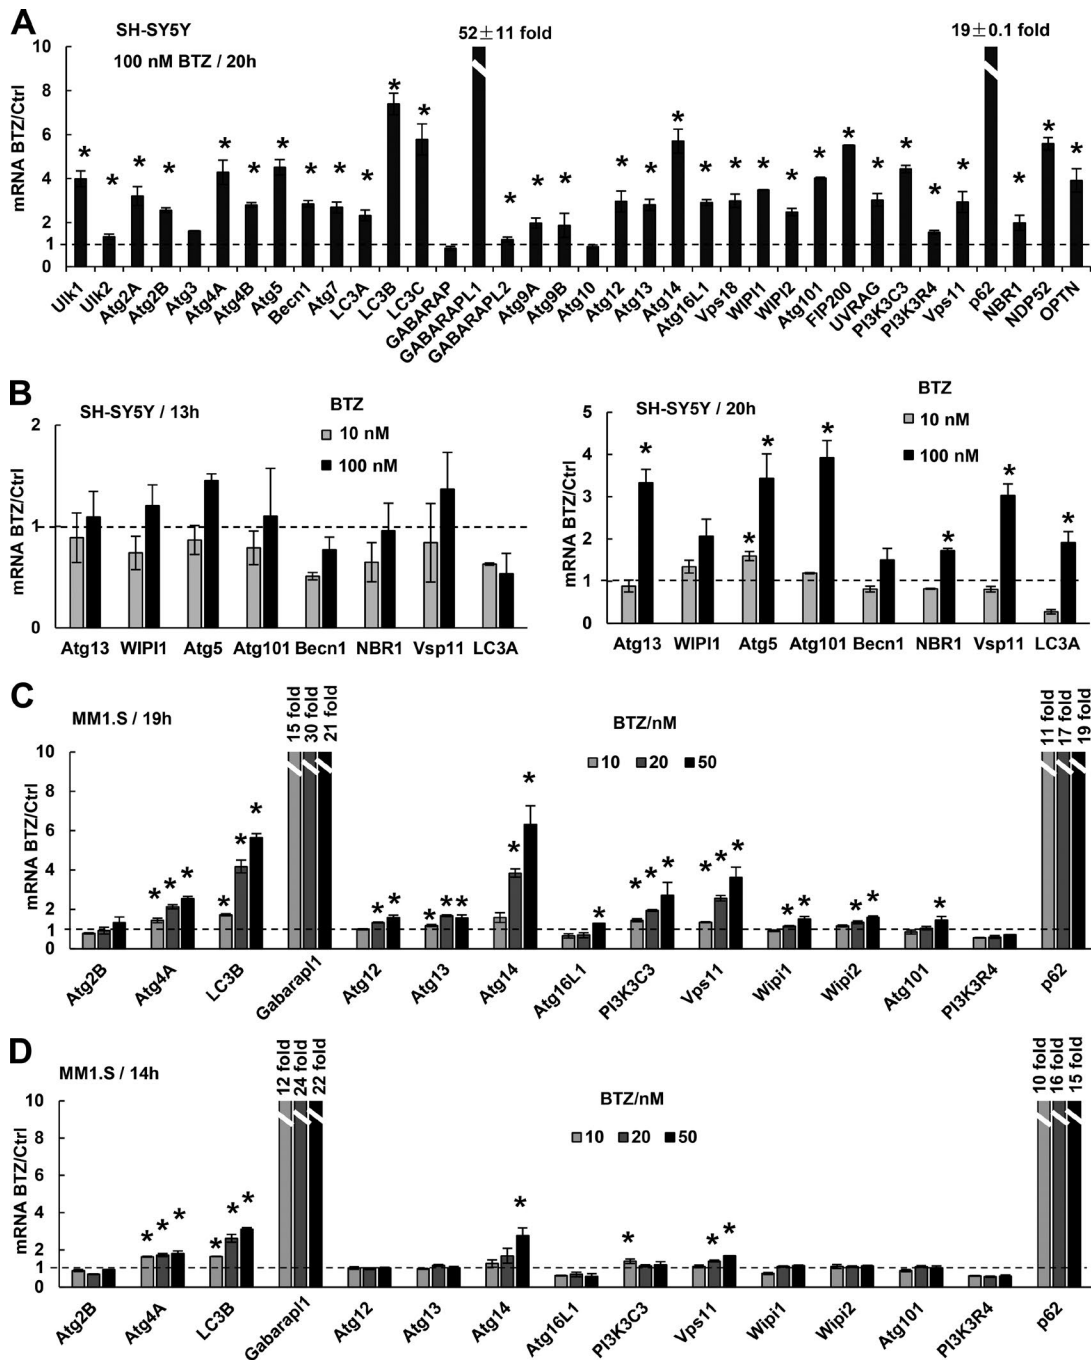 A
SH-SY5Y
100 nM BTZ / 20h
52±11 fold
19±0.1 fold
mRNA BTZ/Ctrl
10
8
6
4
2
1
0
* * * * * * * * * * * * * * * * * * * * * * * * * * * * * * *
Ulk1
Ulk2
Atg2A
Atg2B
Atg3
Atg4A
Atg4B
Atg5
Becn1
Atg7
LC3A
LC3B
LC3C
GABARAP
GABARAPL1
GABARAPL2
Atg9A
Atg9B
Atg10
Atg12
Atg13
Atg14
Atg16L1
Vps18
WIPI1
WIPI2
Atg101
FIP200
UVRAG
PI3K3C3
PI3K3R4
Vps11
p62
NBR1
NDP52
OPTN
B
SH-SY5Y / 13h
BTZ
10 nM
100 nM
mRNA BTZ/Ctrl
2
1
0
Atg13 WIPI1 Atg5 Atg101 Becn1 NBR1 Vsp11 LC3A
SH-SY5Y / 20h
BTZ
10 nM
100 nM
mRNA BTZ/Ctrl
5
4
3
2
1
0
* * * * * * *
Atg13 WIPI1 Atg5 Atg101 Becn1 NBR1 Vsp11 LC3A
C
MM1.S / 19h
15 fold
30 fold
21 fold
BTZ/nM
10 20 50
11 fold
17 fold
19 fold
mRNA BTZ/Ctrl
10
8
6
4
2
1
0
* * * * * * * * * * * * * * * * * * * * * * * *
Atg2B
Atg4A
LC3B
Gabarapl1
Atg12
Atg13
Atg14
Atg16L1
PI3K3C3
Vps11
Wipi1
Wipi2
Atg101
PI3K3R4
p62
D
MM1.S / 14h
12 fold
24 fold
22 fold
BTZ/nM
10 20 50
10 fold
16 fold
15 fold
mRNA BTZ/Ctrl
10
8
6
4
2
1
0
* * * * * * * * * *
Atg2B
Atg4A
LC3B
Gabarapl1
Atg12
Atg13
Atg14
Atg16L1
PI3K3C3
Vps11
Wipi1
Wipi2
Atg101
PI3K3R4
p62